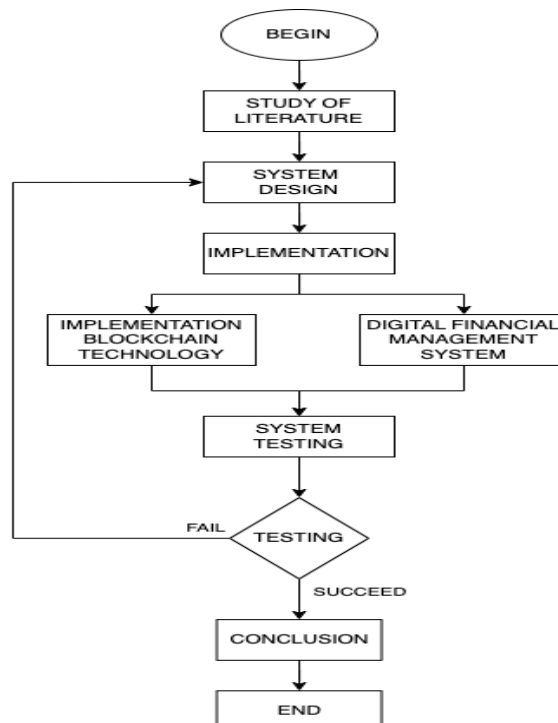 BEGIN
STUDY OF
LITERATURE
SYSTEM
DESIGN
IMPLEMENTATION
IMPLEMENTATION
BLOCKCHAIN
TECHNOLOGY
DIGITAL FINANCIAL
MANAGEMENT
SYSTEM
SYSTEM
TESTING
FAIL
TESTING
SUCCEED
CONCLUSION
END